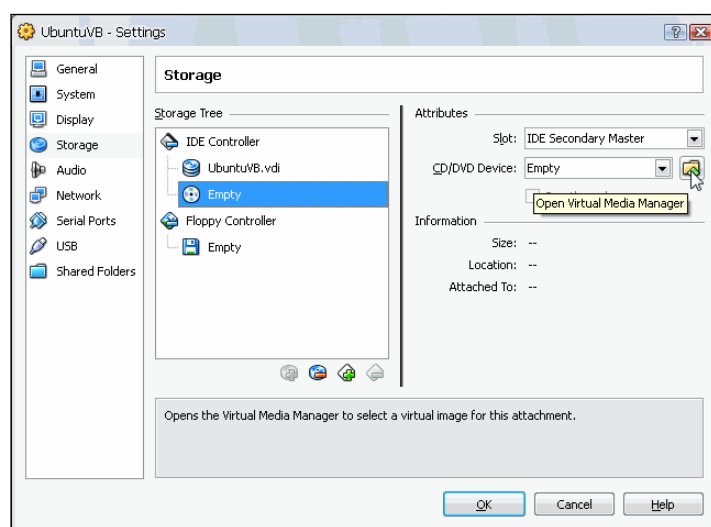 UbuntuVB - Settings
General
System
Display
Storage
Audio
Network
Serial Ports
USB
Shared Folders
Storage
Storage Tree
IDE Controller
UbuntuVB.vdi
Empty
Floppy Controller
Empty
Attributes
Slot: IDE Secondary Master
CD/DVD Device: Empty
Open Virtual Media Manager
Information
Size: --
Location: --
Attached To: --
Opens the Virtual Media Manager to select a virtual image for this attachment.
OK Cancel Help